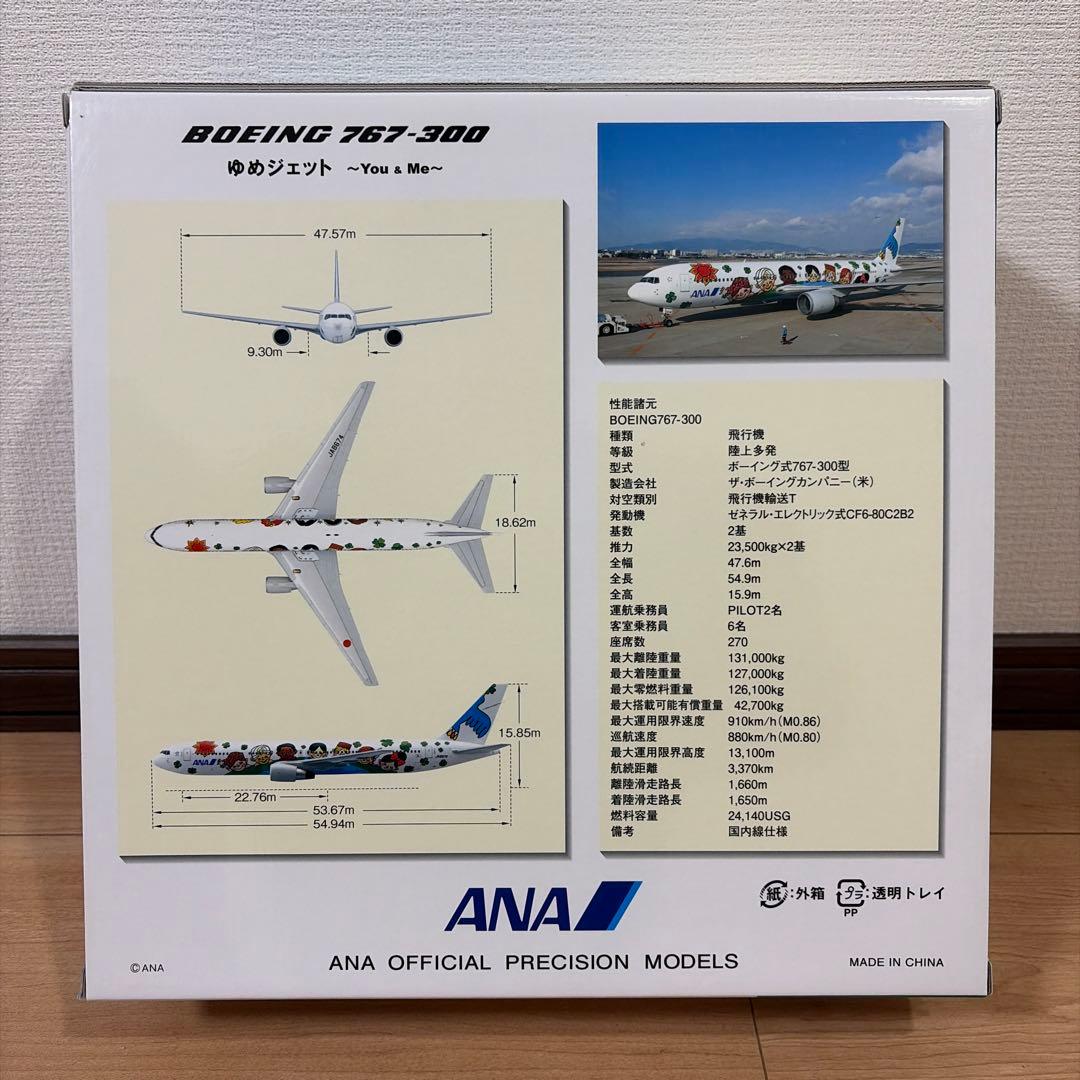 BOEING 767-300
ゆめジェット ～You & Me～
47.57m
9.30m
JA8674
18.62m
15.85m
ANA
22.76m
53.67m
54.94m
ANA
性能諸元
BOEING767-300
種類 飛行機
等級 陸上多発
型式 ボーイング式767-300型
製造会社 ザ・ボーイングカンパニー(米)
対空類別 飛行機輸送T
発動機 ゼネラル・エレクトリック式CF6-80C2B2
基数 2基
推力 23,500kg×2基
全幅 47.6m
全長 54.9m
全高 15.9m
運航乗務員 PILOT2名
客室乗務員 6名
座席数 270
最大離陸重量 131,000kg
最大着陸重量 127,000kg
最大零燃料重量 126,100kg
最大搭載可能有償重量 42,700kg
最大運用限界速度 910km/h(M0.86)
巡航速度 880km/h(M0.80)
最大運用限界高度 13,100m
航続距離 3,370km
離陸滑走路長 1,660m
着陸滑走路長 1,650m
燃料容量 24,140USG
備考 国内線仕様
ANA
紙:外箱 プラ:透明トレイ
PP
©ANA
ANA OFFICIAL PRECISION MODELS
MADE IN CHINA